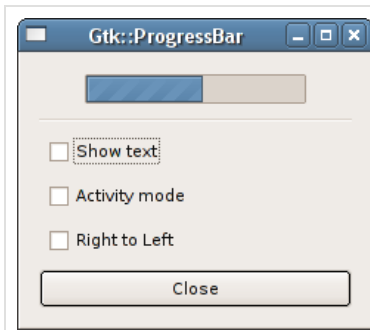 Gtk::ProgressBar
Show text
Activity mode
Right to Left
Close